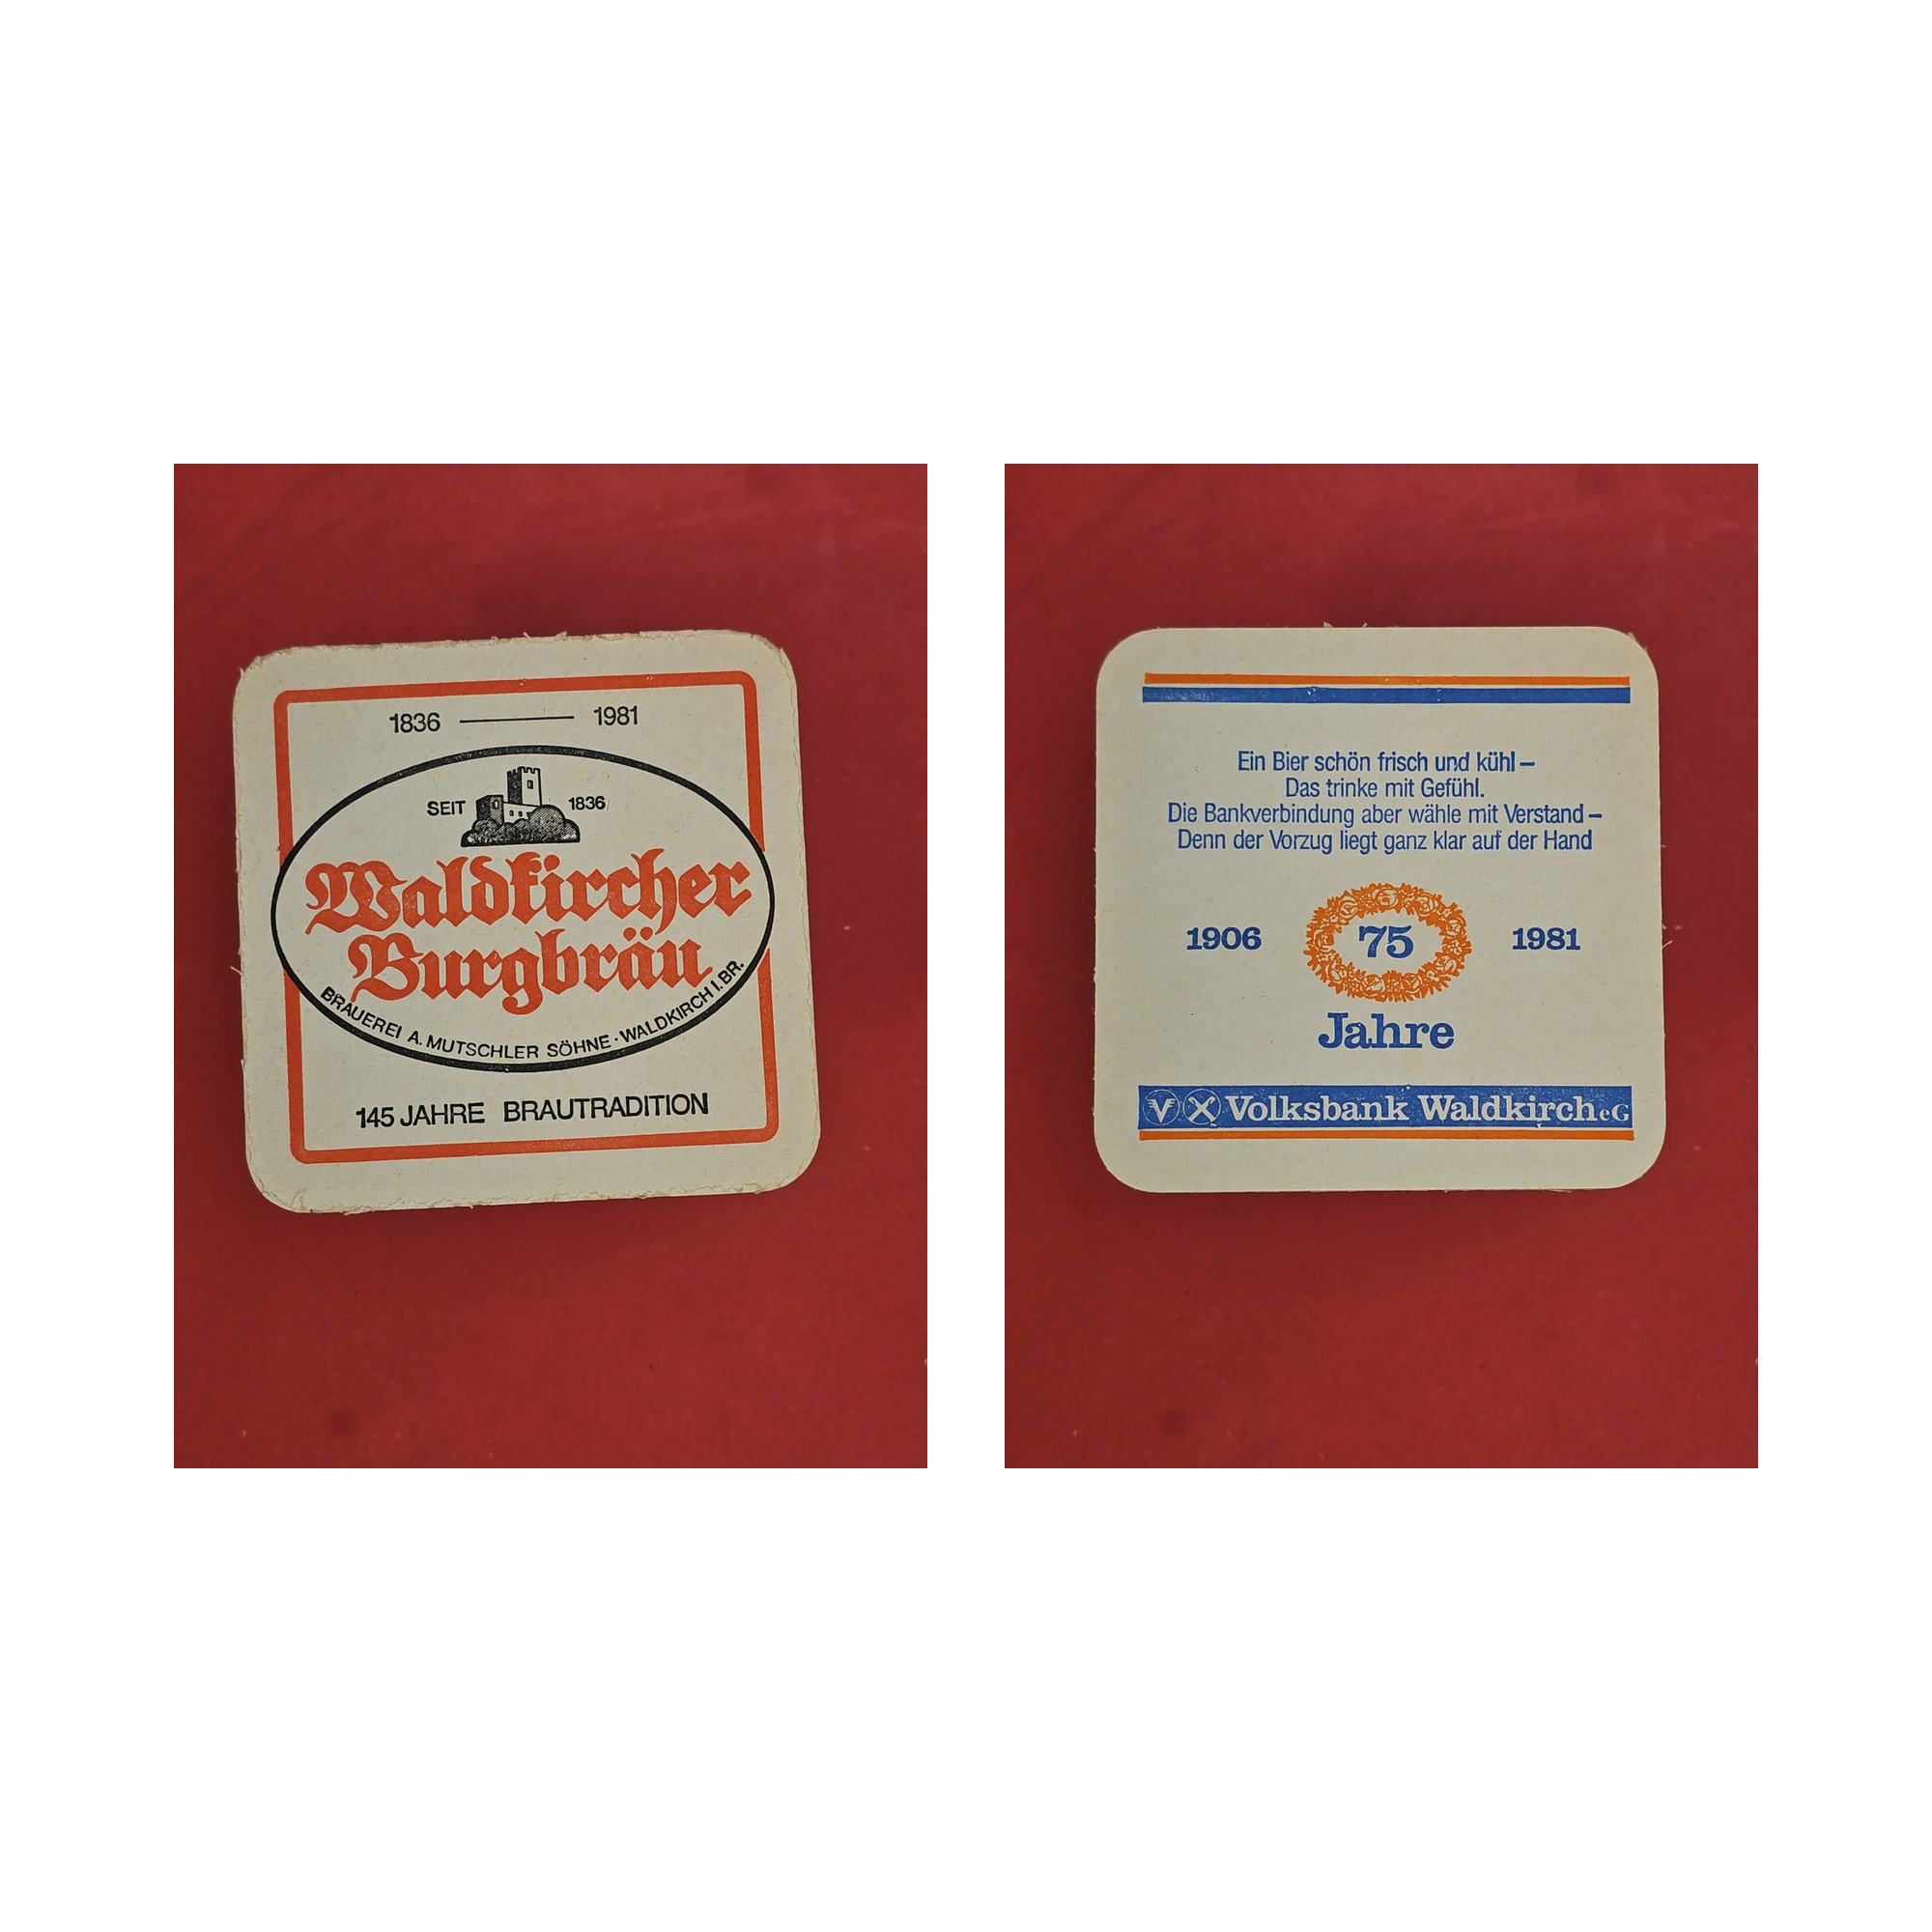 1836 — 1981
SEIT 1836
Waldkircher
Burgbräu
BRAUEREI A. MUTSCHLER SÖHNE · WALDKIRCH I. BR.
145 JAHRE BRAUTRADITION
Ein Bier schön frisch und kühl –
Das trinke mit Gefühl.
Die Bankverbindung aber wähle mit Verstand –
Denn der Vorzug liegt ganz klar auf der Hand
1906 75 1981
Jahre
Volksbank Waldkirch eG